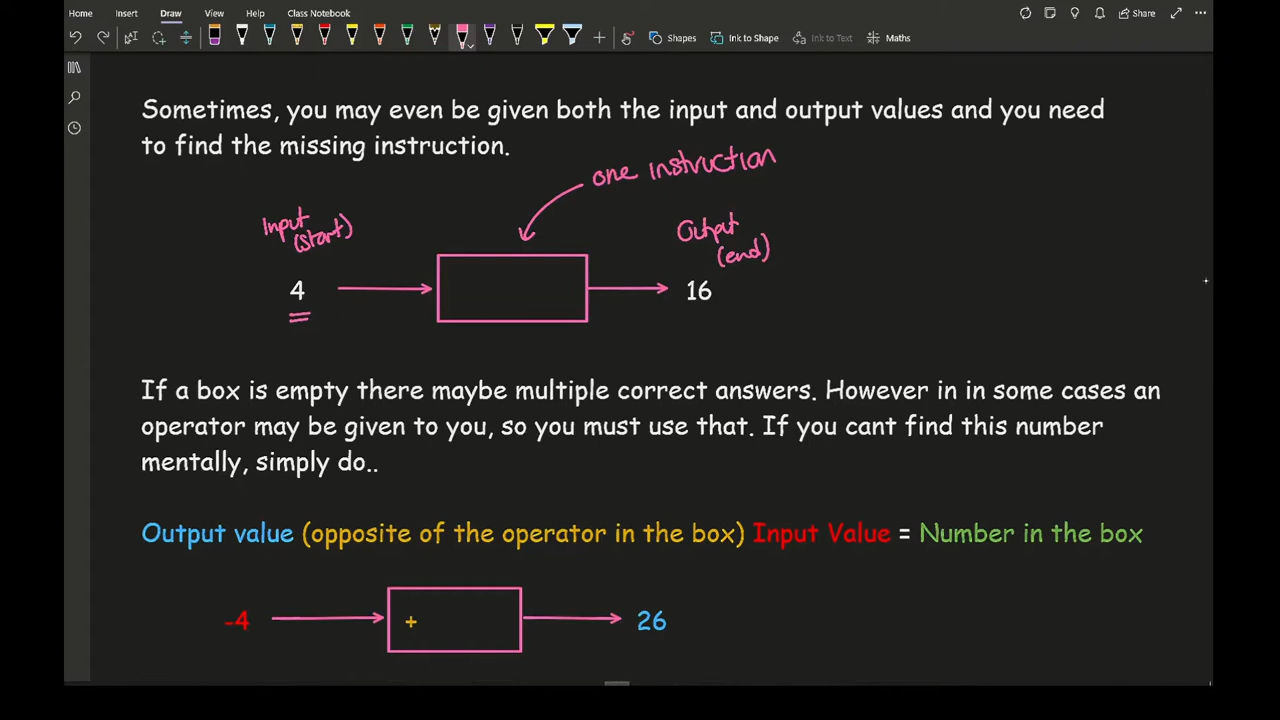 Home Insert Draw View Help Class Notebook Share
Shapes Ink to Shape Ink to Text Maths
Sometimes, you may even be given both the input and output values and you need
to find the missing instruction.
one instruction
Input
(start)
Output
(end)
4 16
If a box is empty there maybe multiple correct answers. However in in some cases an
operator may be given to you, so you must use that. If you cant find this number
mentally, simply do..
Output value (opposite of the operator in the box) Input Value = Number in the box
-4 + 26